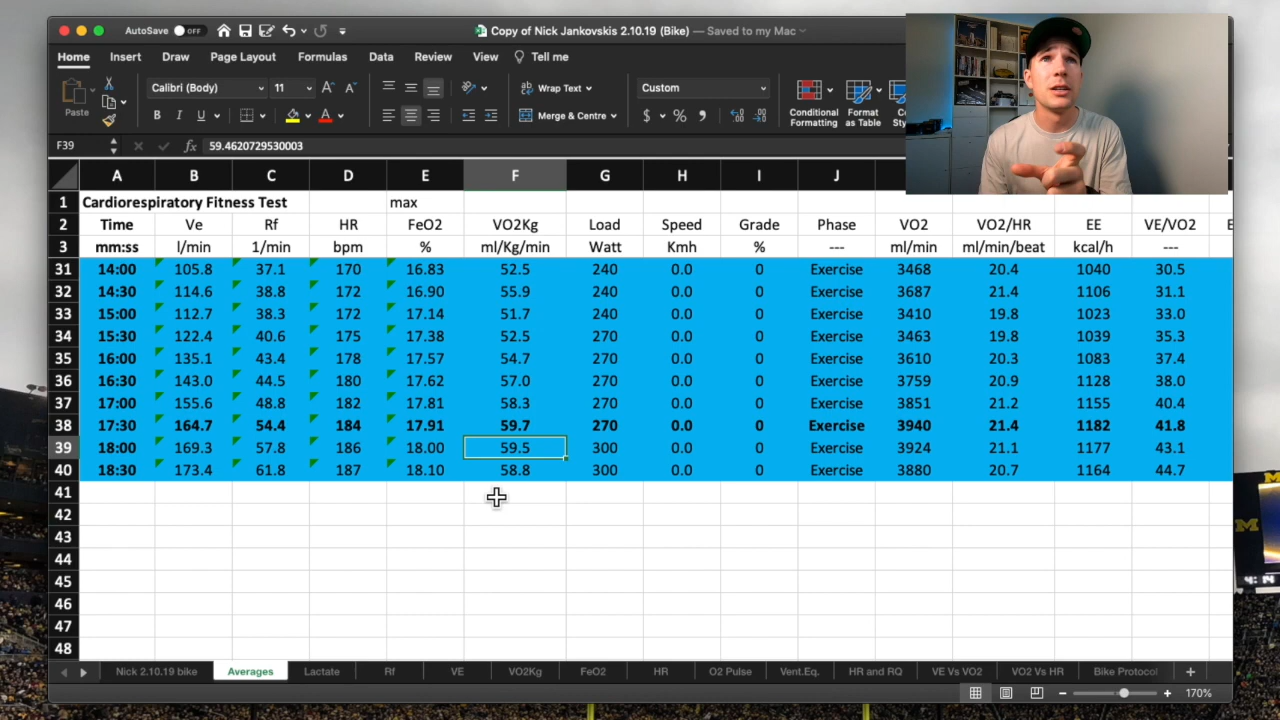 AutoSave OFF Copy of Nick Jankovskis 2.10.19 (Bike) — Saved to my Mac
Home Insert Draw Page Layout Formulas Data Review View Tell me
Paste Calibri (Body) 11 A A Wrap Text Custom
B I U A Merge & Centre $ % Conditional Formatting Format as Table
F39 fx 59.4620729530003
A B C D E F G H I J
1 Cardiorespiratory Fitness Test max
2 Time Ve Rf HR FeO2 VO2Kg Load Speed Grade Phase VO2 VO2/HR EE VE/VO2
3 mm:ss l/min 1/min bpm % ml/Kg/min Watt Kmh % --- ml/min ml/min/beat kcal/h ---
31 14:00 105.8 37.1 170 16.83 52.5 240 0.0 0 Exercise 3468 20.4 1040 30.5
32 14:30 114.6 38.8 172 16.90 55.9 240 0.0 0 Exercise 3687 21.4 1106 31.1
33 15:00 112.7 38.3 172 17.14 51.7 240 0.0 0 Exercise 3410 19.8 1023 33.0
34 15:30 122.4 40.6 175 17.38 52.5 270 0.0 0 Exercise 3463 19.8 1039 35.3
35 16:00 135.1 43.4 178 17.57 54.7 270 0.0 0 Exercise 3610 20.3 1083 37.4
36 16:30 143.0 44.5 180 17.62 57.0 270 0.0 0 Exercise 3759 20.9 1128 38.0
37 17:00 155.6 48.8 182 17.81 58.3 270 0.0 0 Exercise 3851 21.2 1155 40.4
38 17:30 164.7 54.4 184 17.91 59.7 270 0.0 0 Exercise 3940 21.4 1182 41.8
39 18:00 169.3 57.8 186 18.00 59.5 300 0.0 0 Exercise 3924 21.1 1177 43.1
40 18:30 173.4 61.8 187 18.10 58.8 300 0.0 0 Exercise 3880 20.7 1164 44.7
41
42
43
44
45
46
47
48
Nick 2.10.19 bike Averages Lactate Rf VE VO2Kg FeO2 HR O2 Pulse Vent.Eq. HR and RQ VE Vs VO2 VO2 Vs HR Bike Protocol
170%